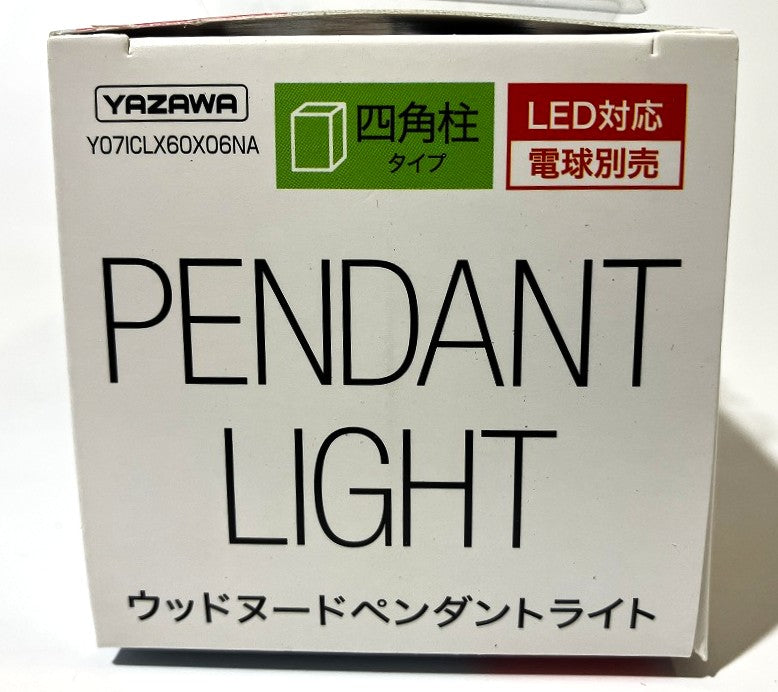 YAZAWA
Y07ICLX60X06NA
四角柱
タイプ
LED対応
電球別売
PENDANT
LIGHT
ウッドヌードペンダントライト